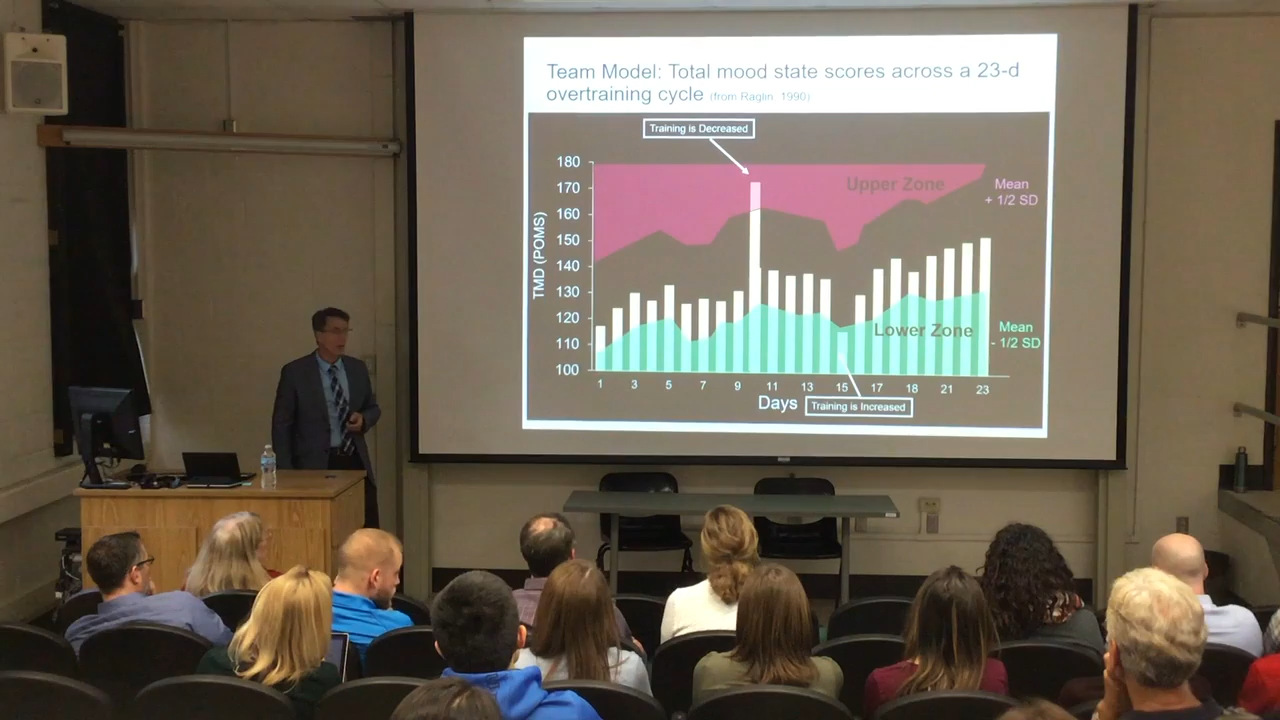 Team Model: Total mood state scores across a 23-d
overtraining cycle (from Raglin, 1990)
Training is Decreased
180
170
160
150
140
130
120
110
100
TMD (POMS)
Upper Zone
Mean
+ 1/2 SD
Lower Zone
Mean
- 1/2 SD
1 3 5 7 9 11 13 15 17 18 21 23
Days
Training is Increased